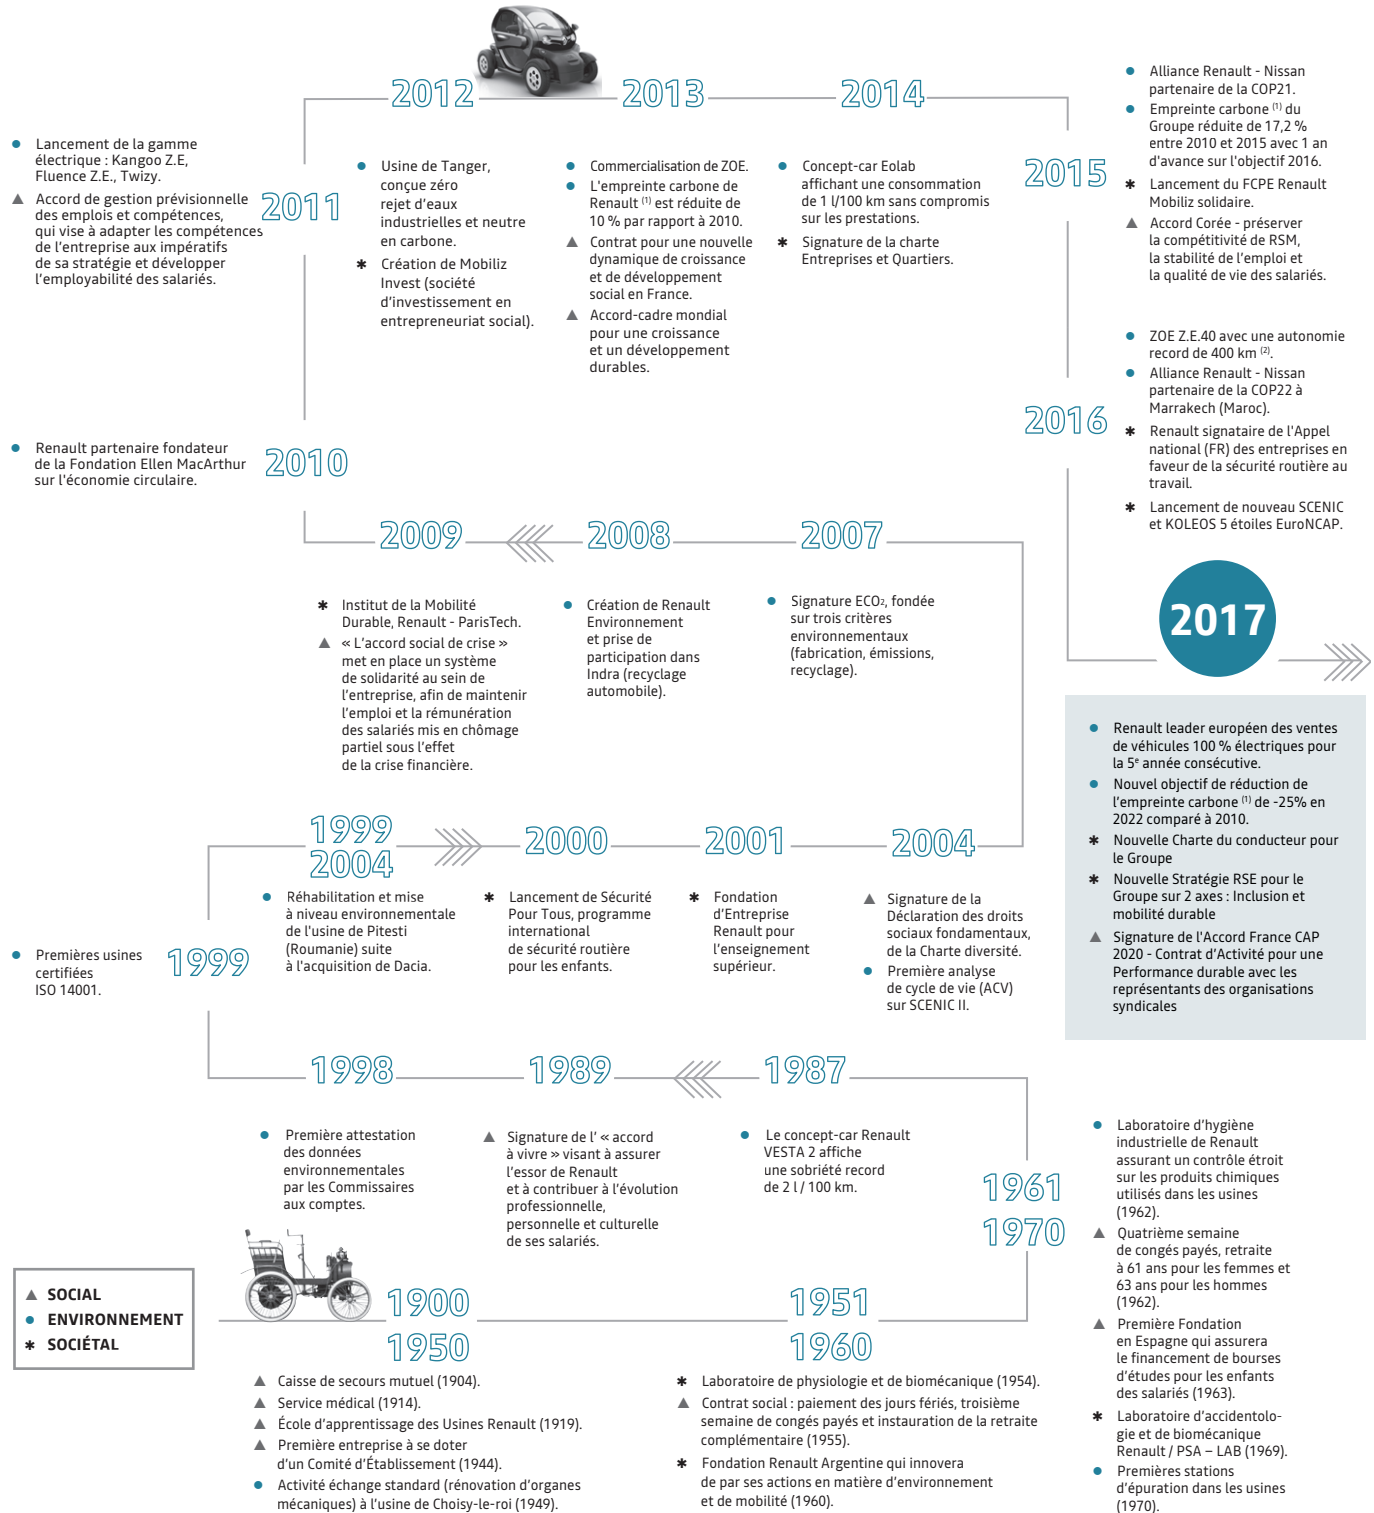 2012
2013
2014
● Lancement de la gamme
électrique : Kangoo Z.E,
Fluence Z.E., Twizy.
▲ Accord de gestion prévisionnelle
des emplois et compétences,
qui vise à adapter les compétences
de l'entreprise aux impératifs
de sa stratégie et développer
l'employabilité des salariés.
2011
● Usine de Tanger,
conçue zéro
rejet d'eaux
industrielles et neutre
en carbone.
✱ Création de Mobiliz
Invest (société
d'investissement en
entrepreneuriat social).
● Commercialisation de ZOE.
● L'empreinte carbone de
Renault (1) est réduite de
10 % par rapport à 2010.
▲ Contrat pour une nouvelle
dynamique de croissance
et de développement
social en France.
▲ Accord-cadre mondial
pour une croissance
et un développement
durables.
● Concept-car Eolab
affichant une consommation
de 1 l/100 km sans compromis
sur les prestations.
✱ Signature de la charte
Entreprises et Quartiers.
2015
● Alliance Renault - Nissan
partenaire de la COP21.
● Empreinte carbone (1) du
Groupe réduite de 17,2 %
entre 2010 et 2015 avec 1 an
d'avance sur l'objectif 2016.
✱ Lancement du FCPE Renault
Mobiliz solidaire.
▲ Accord Corée - préserver
la compétitivité de RSM,
la stabilité de l'emploi et
la qualité de vie des salariés.
2016
● ZOE Z.E.40 avec une autonomie
record de 400 km (2).
● Alliance Renault - Nissan
partenaire de la COP22 à
Marrakech (Maroc).
✱ Renault signataire de l'Appel
national (FR) des entreprises en
faveur de la sécurité routière au
travail.
✱ Lancement de nouveau SCENIC
et KOLEOS 5 étoiles EuroNCAP.
● Renault partenaire fondateur
de la Fondation Ellen MacArthur
sur l'économie circulaire.
2010
2009
2008
2007
✱ Institut de la Mobilité
Durable, Renault - ParisTech.
▲ « L'accord social de crise »
met en place un système
de solidarité au sein de
l'entreprise, afin de maintenir
l'emploi et la rémunération
des salariés mis en chômage
partiel sous l'effet
de la crise financière.
● Création de Renault
Environnement
et prise de
participation dans
Indra (recyclage
automobile).
● Signature ECO2, fondée
sur trois critères
environnementaux
(fabrication, émissions,
recyclage).
2017
● Renault leader européen des ventes
de véhicules 100 % électriques pour
la 5e année consécutive.
● Nouvel objectif de réduction de
l'empreinte carbone (1) de -25% en
2022 comparé à 2010.
✱ Nouvelle Charte du conducteur pour
le Groupe
✱ Nouvelle Stratégie RSE pour le
Groupe sur 2 axes : Inclusion et
mobilité durable
▲ Signature de l'Accord France CAP
2020 - Contrat d'Activité pour une
Performance durable avec les
représentants des organisations
syndicales
1999
2004
2000
2001
2004
● Premières usines
certifiées
ISO 14001.
1999
● Réhabilitation et mise
à niveau environnementale
de l'usine de Pitesti
(Roumanie) suite
à l'acquisition de Dacia.
✱ Lancement de Sécurité
Pour Tous, programme
international
de sécurité routière
pour les enfants.
✱ Fondation
d'Entreprise
Renault pour
l'enseignement
supérieur.
▲ Signature de la
Déclaration des droits
sociaux fondamentaux,
de la Charte diversité.
● Première analyse
de cycle de vie (ACV)
sur SCENIC II.
1998
1989
1987
● Première attestation
des données
environnementales
par les Commissaires
aux comptes.
▲ Signature de l' « accord
à vivre » visant à assurer
l'essor de Renault
et à contribuer à l'évolution
professionnelle,
personnelle et culturelle
de ses salariés.
● Le concept-car Renault
VESTA 2 affiche
une sobriété record
de 2 l / 100 km.
1961
1970
● Laboratoire d'hygiène
industrielle de Renault
assurant un contrôle étroit
sur les produits chimiques
utilisés dans les usines
(1962).
▲ Quatrième semaine
de congés payés, retraite
à 61 ans pour les femmes et
63 ans pour les hommes
(1962).
▲ Première Fondation
en Espagne qui assurera
le financement de bourses
d'études pour les enfants
des salariés (1963).
✱ Laboratoire d'accidentolo-
gie et de biomécanique
Renault / PSA – LAB (1969).
● Premières stations
d'épuration dans les usines
(1970).
▲ SOCIAL
● ENVIRONNEMENT
✱ SOCIÉTAL
1900
1950
▲ Caisse de secours mutuel (1904).
▲ Service médical (1914).
▲ École d'apprentissage des Usines Renault (1919).
▲ Première entreprise à se doter
d'un Comité d'Établissement (1944).
● Activité échange standard (rénovation d'organes
mécaniques) à l'usine de Choisy-le-roi (1949).
1951
1960
✱ Laboratoire de physiologie et de biomécanique (1954).
▲ Contrat social : paiement des jours fériés, troisième
semaine de congés payés et instauration de la retraite
complémentaire (1955).
✱ Fondation Renault Argentine qui innovera
de par ses actions en matière d'environnement
et de mobilité (1960).